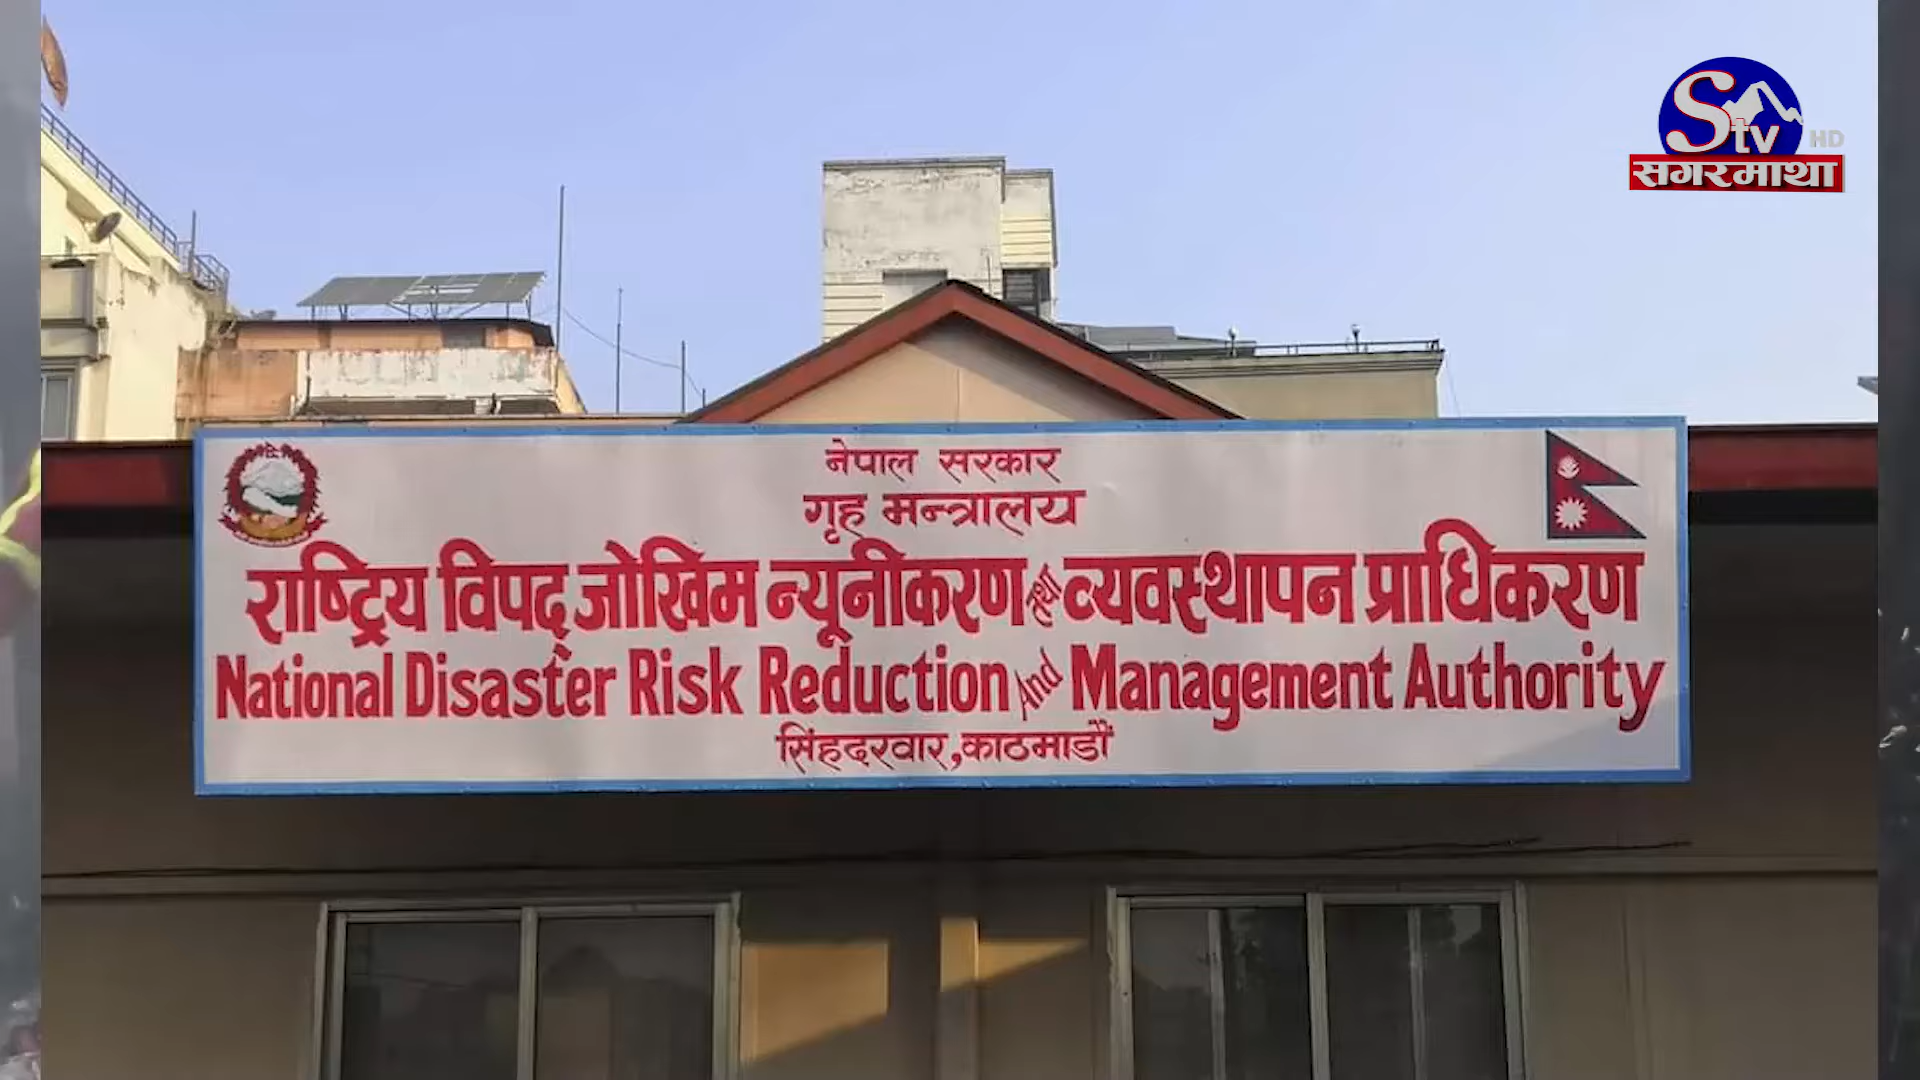 Stv HD
सगरमाथा
नेपाल सरकार
गृह मन्त्रालय
राष्ट्रिय विपद् जोखिम न्यूनीकरण तथा व्यवस्थापन प्राधिकरण
National Disaster Risk Reduction And Management Authority
सिंहदरवार,काठमाडौं